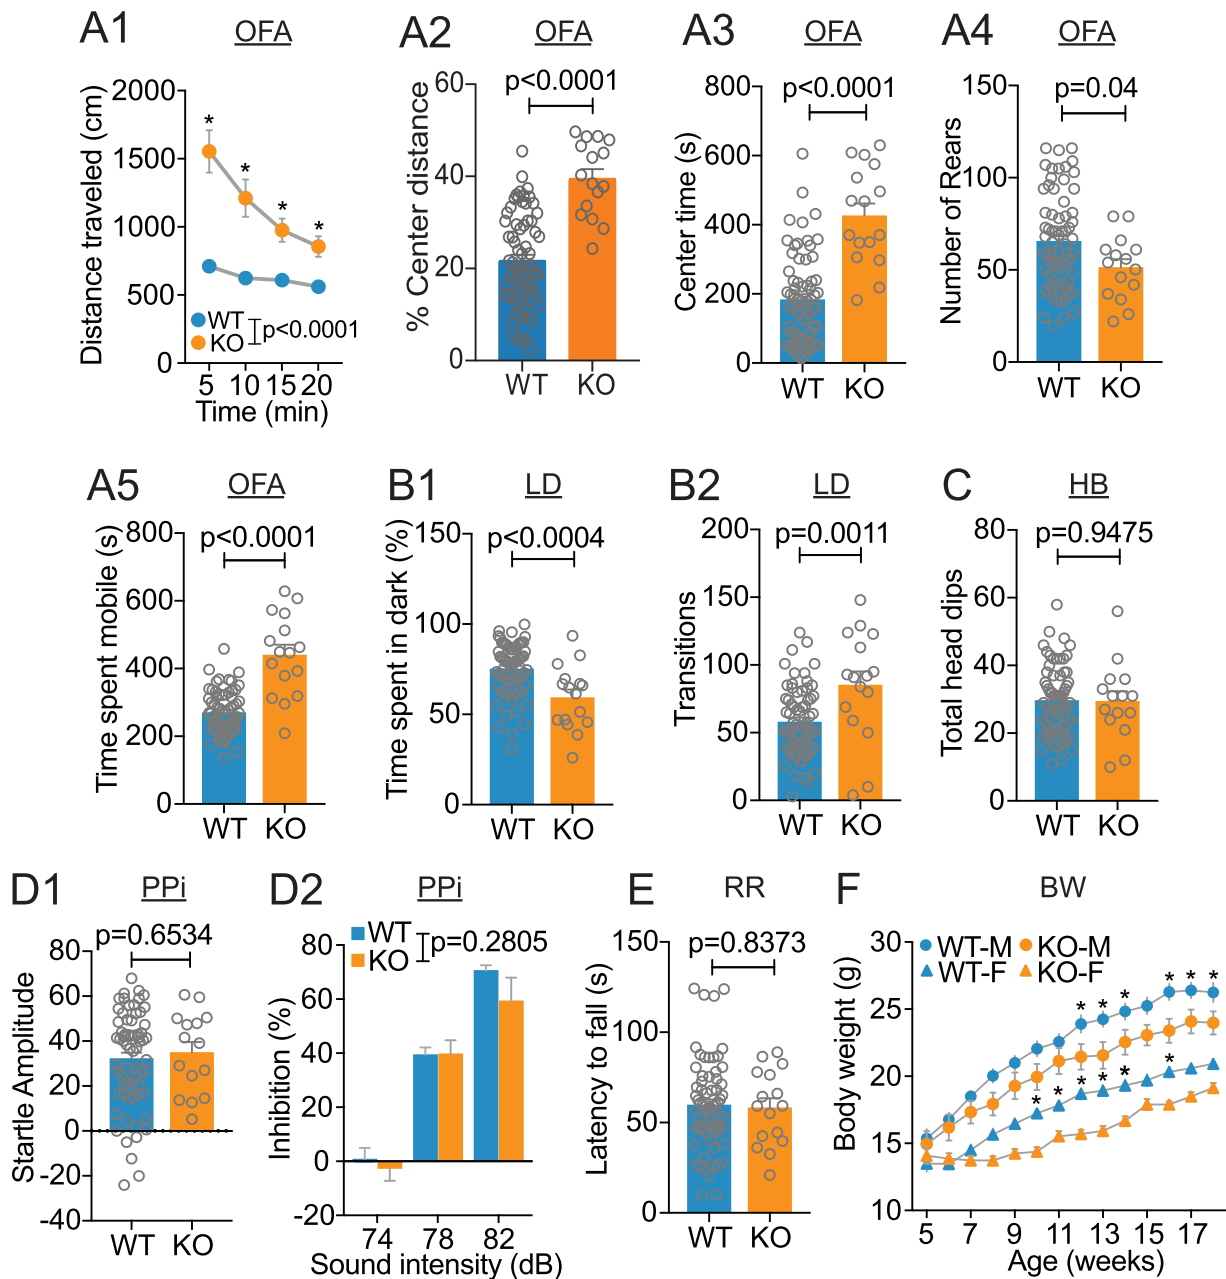 A1 OFA
Distance traveled (cm)
2000
1500
1000
500
0
* * * *
WT
KO
p<0.0001
5 10 15 20
Time (min)
A2 OFA
% Center distance
60
40
20
0
p<0.0001
WT KO
A3 OFA
Center time (s)
800
600
400
200
0
p<0.0001
WT KO
A4 OFA
Number of Rears
150
100
50
0
p=0.04
WT KO
A5 OFA
Time spent mobile (s)
800
600
400
200
0
p<0.0001
WT KO
B1 LD
Time spent in dark (%)
150
100
50
0
p<0.0004
WT KO
B2 LD
Transitions
200
150
100
50
0
p=0.0011
WT KO
C HB
Total head dips
80
60
40
20
0
p=0.9475
WT KO
D1 PPi
Startle Amplitude
80
60
40
20
0
-20
-40
p=0.6534
WT KO
D2 PPi
Inhibition (%)
80
60
40
20
0
-20
WT
KO
p=0.2805
74 78 82
Sound intensity (dB)
E RR
Latency to fall (s)
150
100
50
0
p=0.8373
WT KO
F BW
Body weight (g)
30
25
20
15
10
WT-M KO-M
WT-F KO-F
* * * * * *
* * * * * *
5 7 9 11 13 15 17
Age (weeks)